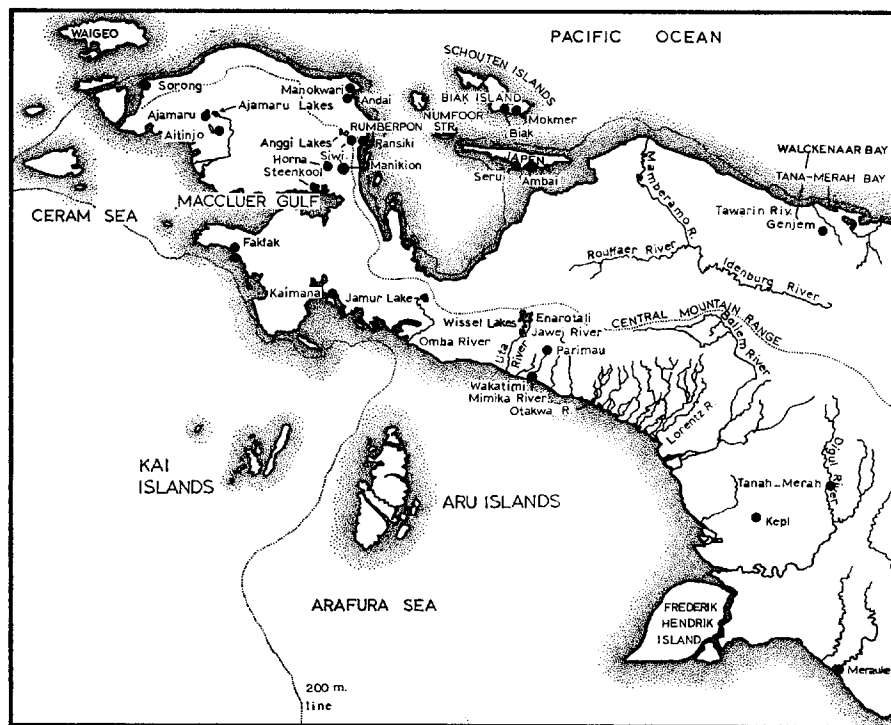 WAIGEO
PACIFIC OCEAN
SCHOUTEN ISLANDS
Sorong
Manokwari
Andai
BIAK ISLAND
Mokmer
Biak
Ajamaru
Ajamaru Lakes
Aitinjo
RUMBERPON
NUMFOOR
STR.
Anggi Lakes
Ransiki
Siwi
Horna
Manikion
Steenkool
JAPEN
Serui
Ambai
WALCKENAAR BAY
TANA-MERAH BAY
Mamberamo R.
Tawarin Riv.
Genjem
MACCLUER GULF
CERAM SEA
Fakfak
Rouffaer River
Idenburg River
Kaimana
Jamur Lake
Wissel Lakes
Enarotali
CENTRAL MOUNTAIN RANGE
Jawej River
Baliem River
Omba River
Uta River
Parimau
Wakatimi
Mimika River
Otakwa R.
Lorentz R.
KAI
ISLANDS
ARU ISLANDS
Tanah-Merah
Digul River
Kepi
ARAFURA SEA
FREDERIK
HENDRIK
ISLAND
Merauke
200 m.
line